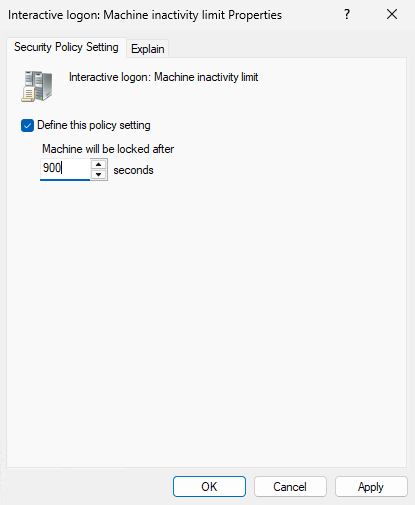 Interactive logon: Machine inactivity limit Properties
?
Security Policy Setting
Explain
Interactive logon: Machine inactivity limit
Define this policy setting
Machine will be locked after
900 seconds
OK
Cancel
Apply